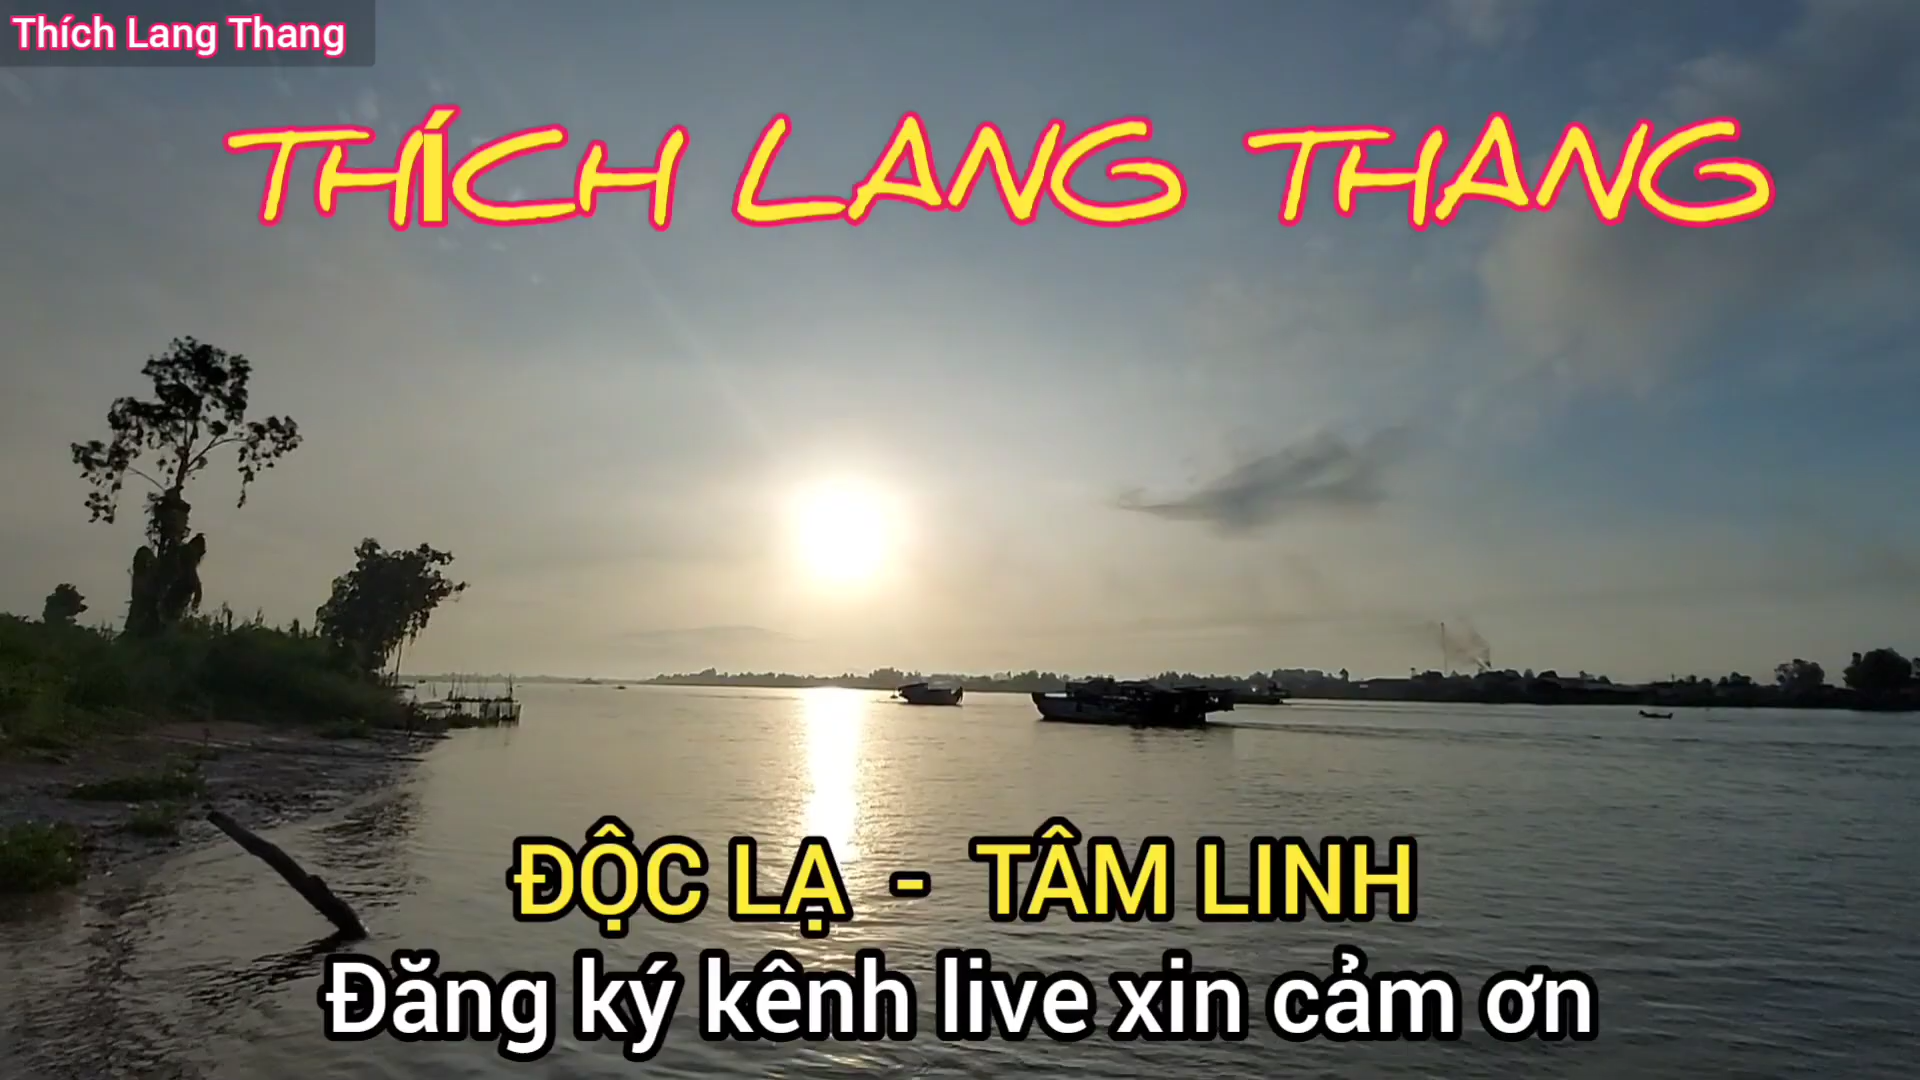 Thích Lang Thang
THÍCH LANG THANG
ĐỘC LẠ - TÂM LINH
Đăng ký kênh live xin cảm ơn